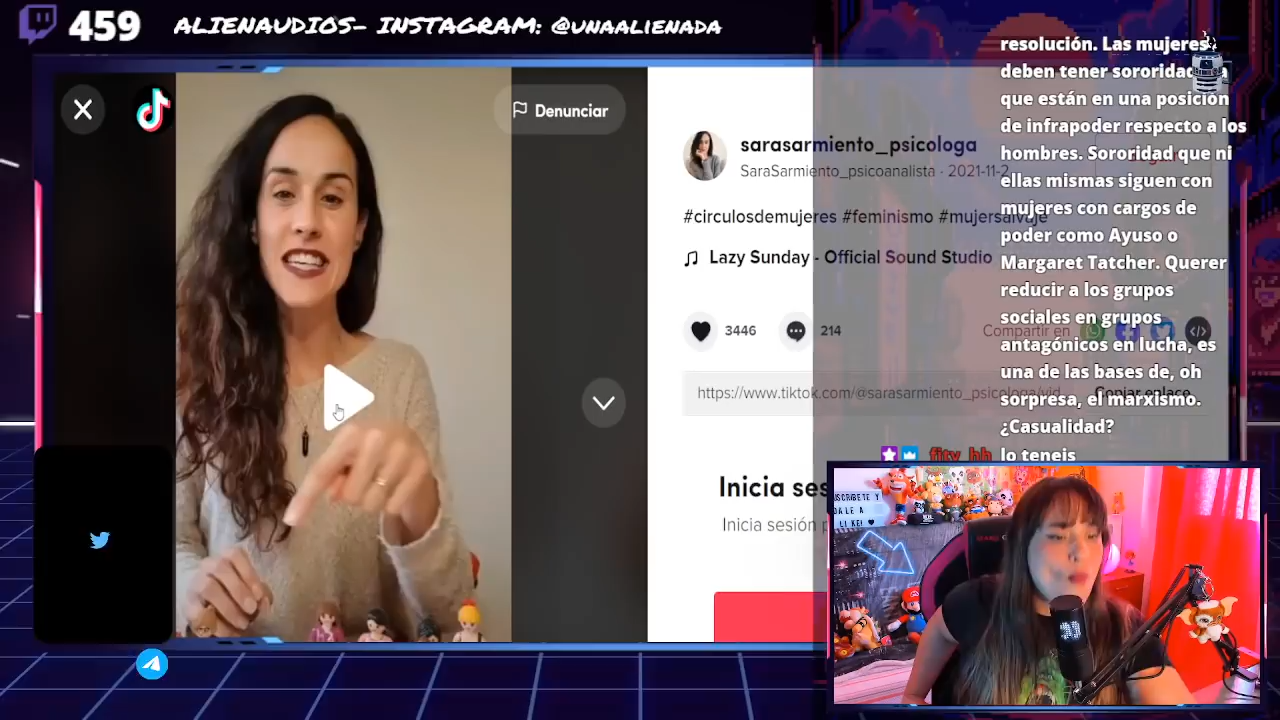 459
ALIENAUDIOS- INSTAGRAM: @UNAALIENADA
Denunciar
sarasarmiento_psicologa
SaraSarmiento_psicoanalista · 2021-11-2
#circulosdemujeres #feminismo #mujersalvaje
Lazy Sunday - Official Sound Studio
3446
214
Compartir en
https://www.tiktok.com/@sarasarmiento_psicologa/vid
Copiar enlace
Inicia ses
Inicia sesión p
resolución. Las mujeres
deben tener sororidad
que están en una posición
de infrapoder respecto a los
hombres. Sororidad que ni
ellas mismas siguen con
mujeres con cargos de
poder como Ayuso o
Margaret Tatcher. Querer
reducir a los grupos
sociales en grupos
antagónicos en lucha, es
una de las bases de, oh
sorpresa, el marxismo.
¿Casualidad?
fity_hh
lo teneis
SUSCRIBETE Y
DALE A
LIKE!